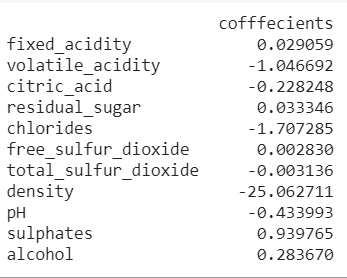 cofffecients
fixed_acidity 0.029059
volatile_acidity -1.046692
citric_acid -0.228248
residual_sugar 0.033346
chlorides -1.707285
free_sulfur_dioxide 0.002830
total_sulfur_dioxide -0.003136
density -25.062711
pH -0.433993
sulphates 0.939765
alcohol 0.283670